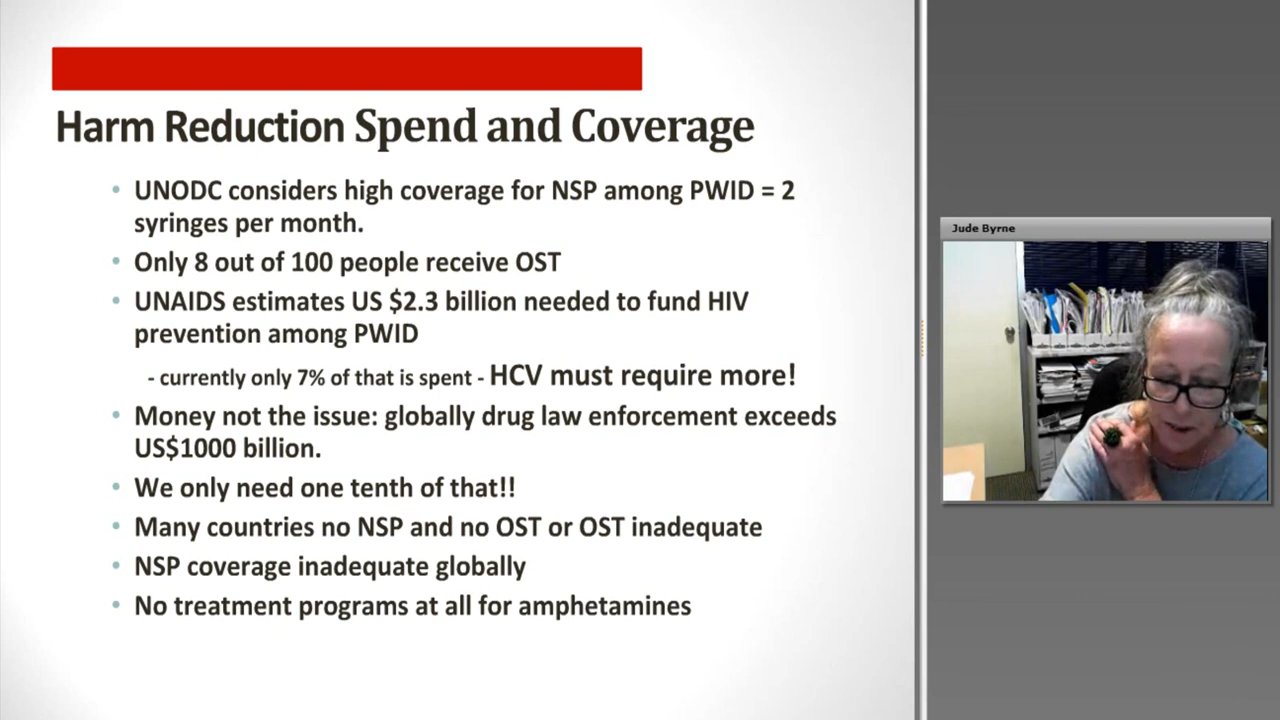 Harm Reduction Spend and Coverage
• UNODC considers high coverage for NSP among PWID = 2
syringes per month.
• Only 8 out of 100 people receive OST
• UNAIDS estimates US $2.3 billion needed to fund HIV
prevention among PWID
- currently only 7% of that is spent - HCV must require more!
• Money not the issue: globally drug law enforcement exceeds
US$1000 billion.
• We only need one tenth of that!!
• Many countries no NSP and no OST or OST inadequate
• NSP coverage inadequate globally
• No treatment programs at all for amphetamines
Jude Byrne